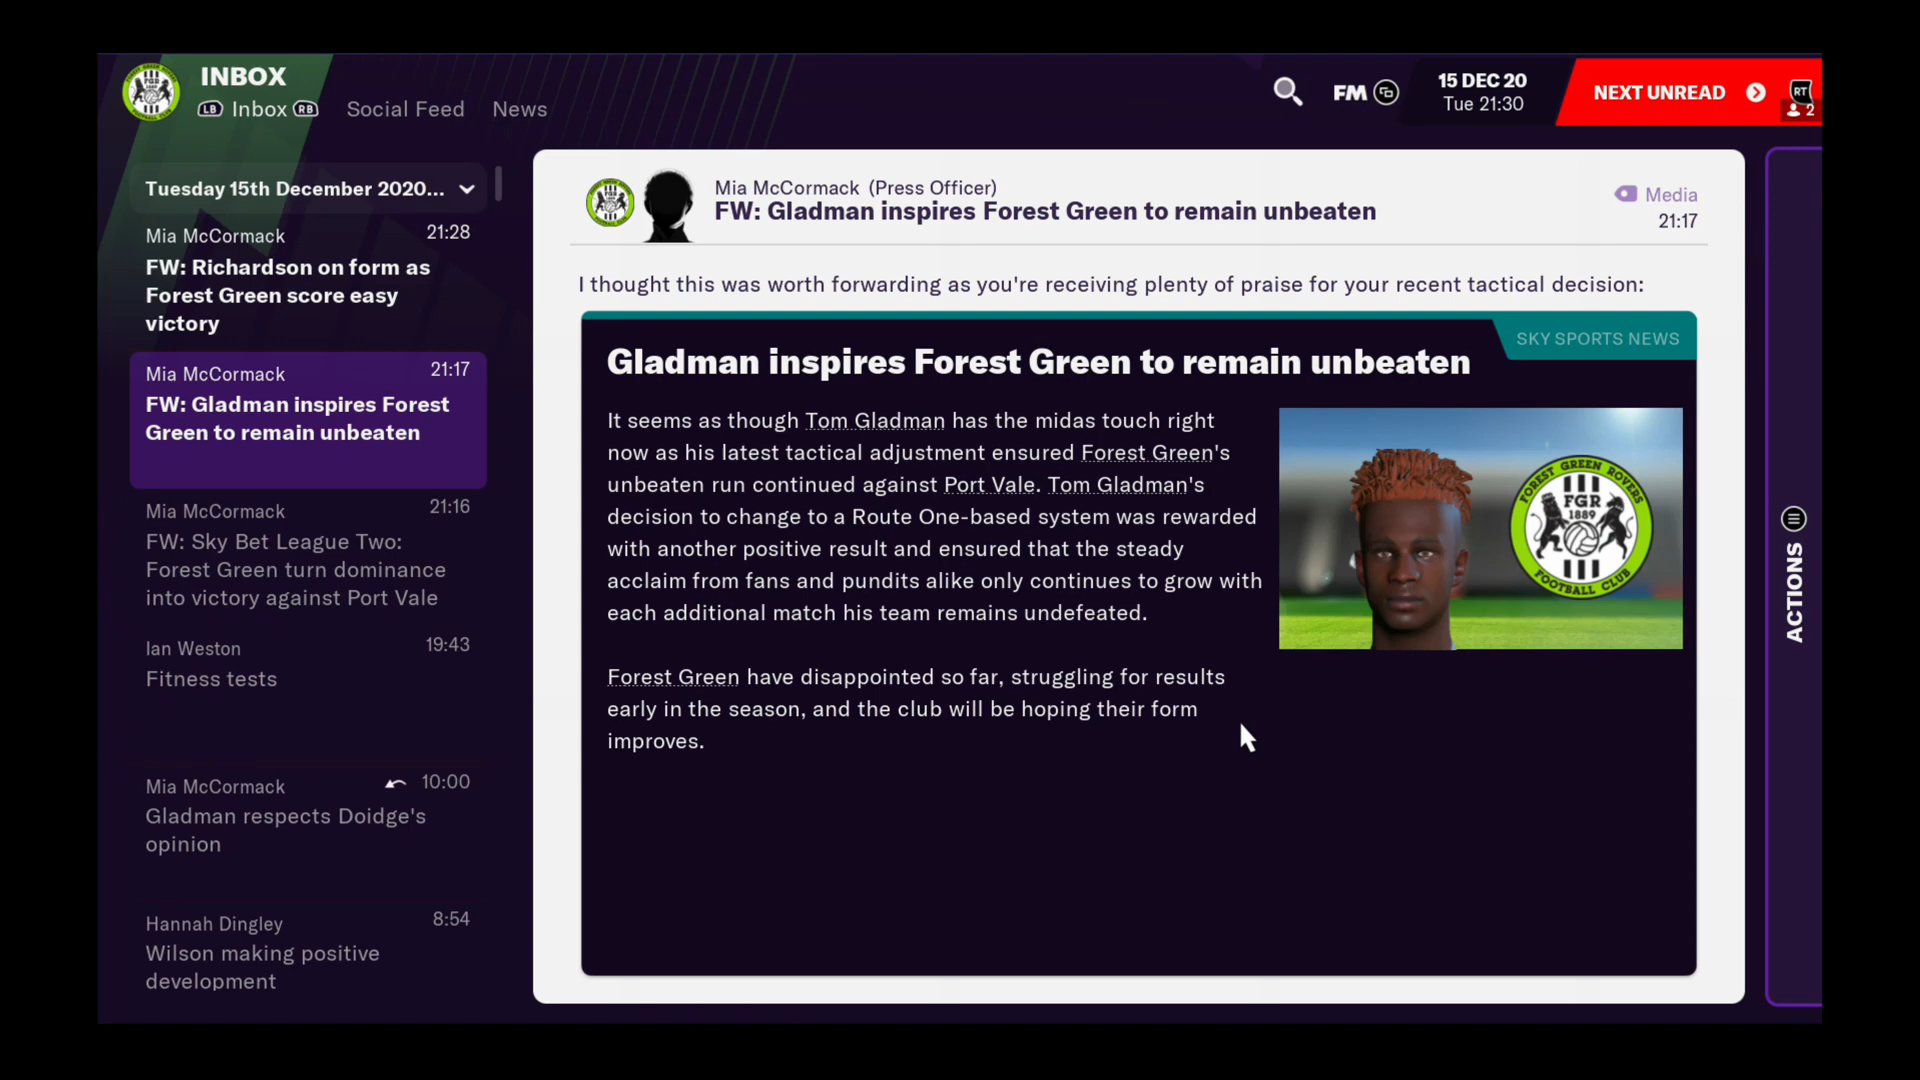 INBOX
LB Inbox RB Social Feed News
FM
15 DEC 20
Tue 21:30
NEXT UNREAD
RT
2
Tuesday 15th December 2020...
Mia McCormack 21:28
FW: Richardson on form as
Forest Green score easy
victory
Mia McCormack 21:17
FW: Gladman inspires Forest
Green to remain unbeaten
Mia McCormack 21:16
FW: Sky Bet League Two:
Forest Green turn dominance
into victory against Port Vale
Ian Weston 19:43
Fitness tests
Mia McCormack 10:00
Gladman respects Doidge's
opinion
Hannah Dingley 8:54
Wilson making positive
development
Mia McCormack (Press Officer)
FW: Gladman inspires Forest Green to remain unbeaten
Media
21:17
I thought this was worth forwarding as you're receiving plenty of praise for your recent tactical decision:
SKY SPORTS NEWS
Gladman inspires Forest Green to remain unbeaten
It seems as though Tom Gladman has the midas touch right
now as his latest tactical adjustment ensured Forest Green's
unbeaten run continued against Port Vale. Tom Gladman's
decision to change to a Route One-based system was rewarded
with another positive result and ensured that the steady
acclaim from fans and pundits alike only continues to grow with
each additional match his team remains undefeated.
Forest Green have disappointed so far, struggling for results
early in the season, and the club will be hoping their form
improves.
FOREST GREEN ROVERS
FGR
1889
FOOTBALL CLUB
ACTIONS